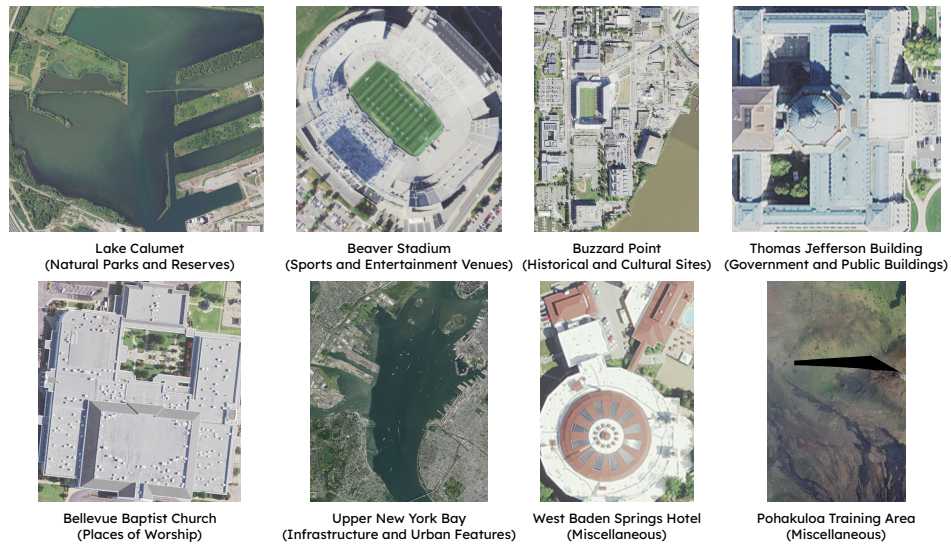 Lake Calumet
(Natural Parks and Reserves)
Beaver Stadium
(Sports and Entertainment Venues)
Buzzard Point
(Historical and Cultural Sites)
Thomas Jefferson Building
(Government and Public Buildings)
Bellevue Baptist Church
(Places of Worship)
Upper New York Bay
(Infrastructure and Urban Features)
West Baden Springs Hotel
(Miscellaneous)
Pohakuloa Training Area
(Miscellaneous)